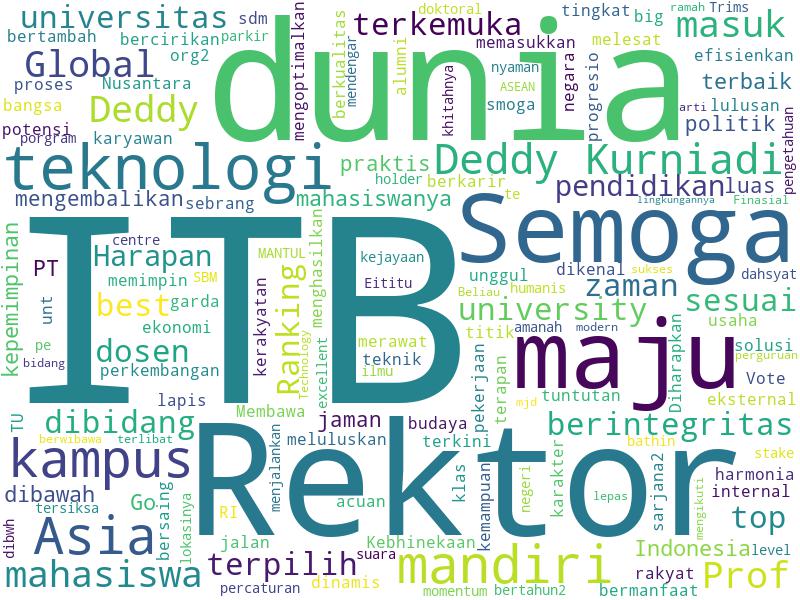 universitas sdm mengoptimalkan dunia doktoral tingkat big ramah Trims
bertambah bercirikan parkir berkualitas mendengar alumni terkemuka memasukkan melesat masuk
Global org2 nyaman negara progresio efisienkan
proses Nusantara ASEAN terbaik
bangsa Deddy khitahnya smoga arti lulusan
potensi porgram karyawan politik pengetahuan
teknologi praktis Deddy Kurniadi
mengembalikan sebrang mahasiswanya holder berkarir te pendidikan luas
lingkungannya Finasial
kepemimpinan ITB centre Harapan MANTUL menghasilkan kejayaan Semoga
PT memimpin SBM kerakyatan Ranking Eititu unggul dikenal sukses dahsyat
unt best garda Beliau humanis zaman
ekonomi Technology university sesuai
pe dosen merawat titik amanah modern usaha
bidang perkembangan excellent teknik ilmu pekerjaan terapan maju Diharapkan solusi perguruan
lapis mjd tuntutan Vote eksternal
TU dibidang Membawa jaman budaya berintegritas
berwibawa terlibat Rektor meluluskan terkini bathin
kampus menjalankan klas kemampuan karakter stake
dibawah acuan negeri sarjana2 mengikuti harmonia
tersiksa Go bersaing RI lepas internal
dibwh Asia lokasinya jalan Kebhinekaan top
terpilih suara Indonesia level
mahasiswa percaturan dinamis mandiri rakyat Prof
momentum bertahun2 bermanfaat